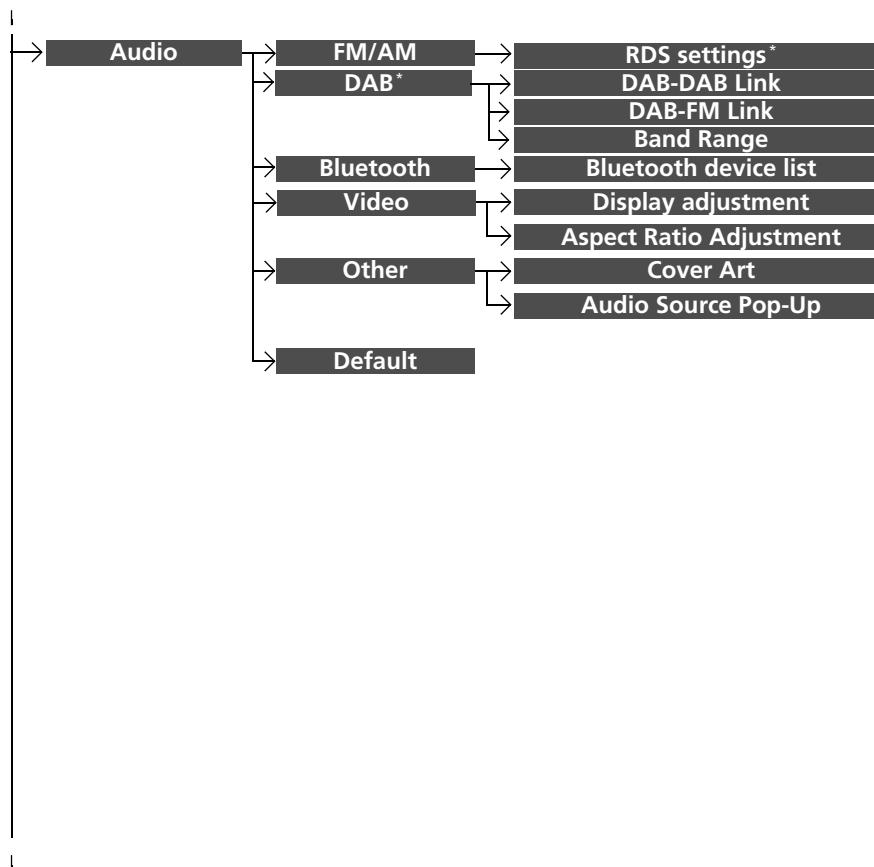 Audio
FM/AM
RDS settings*
DAB*
DAB-DAB Link
DAB-FM Link
Band Range
Bluetooth
Bluetooth device list
Video
Display adjustment
Aspect Ratio Adjustment
Other
Cover Art
Audio Source Pop-Up
Default